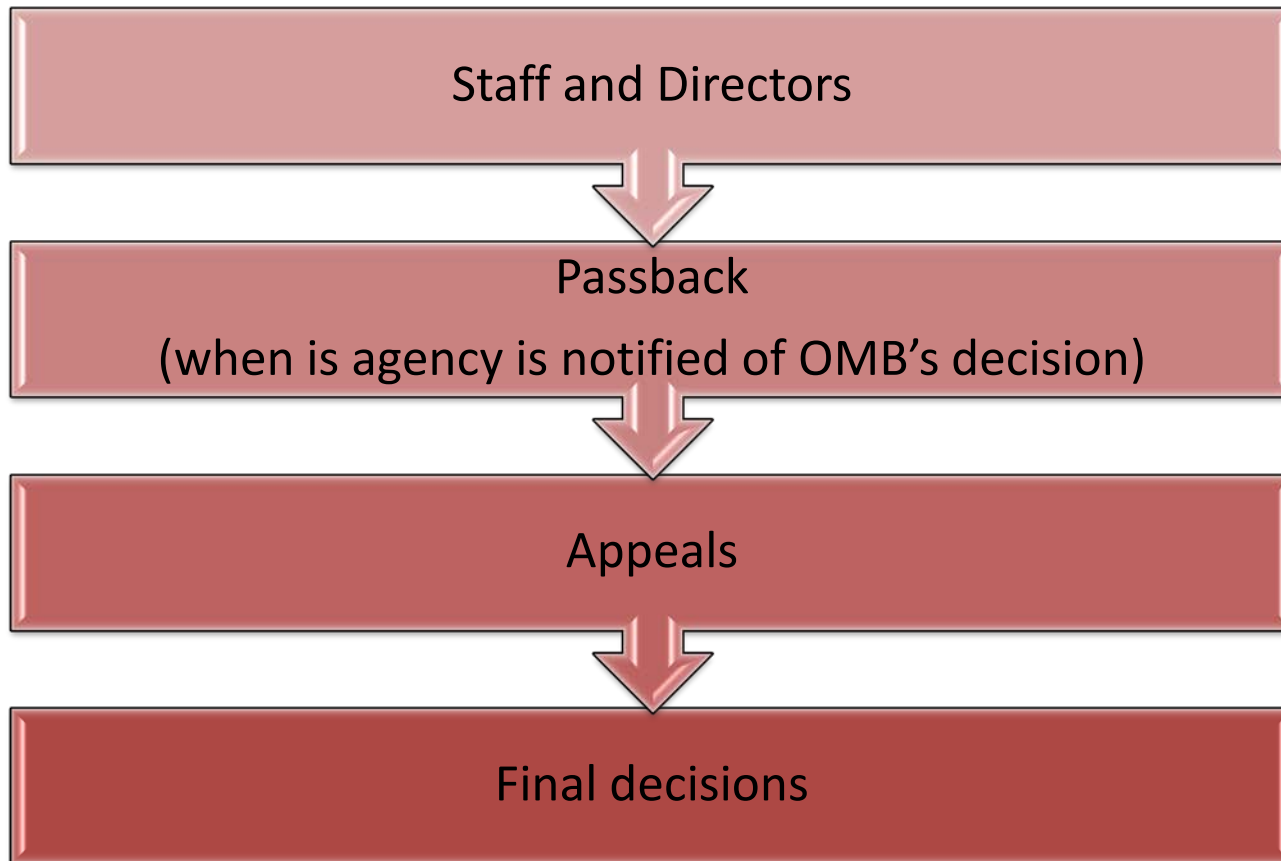 Staff and Directors
Passback
(when is agency is notified of OMB’s decision)
Appeals
Final decisions